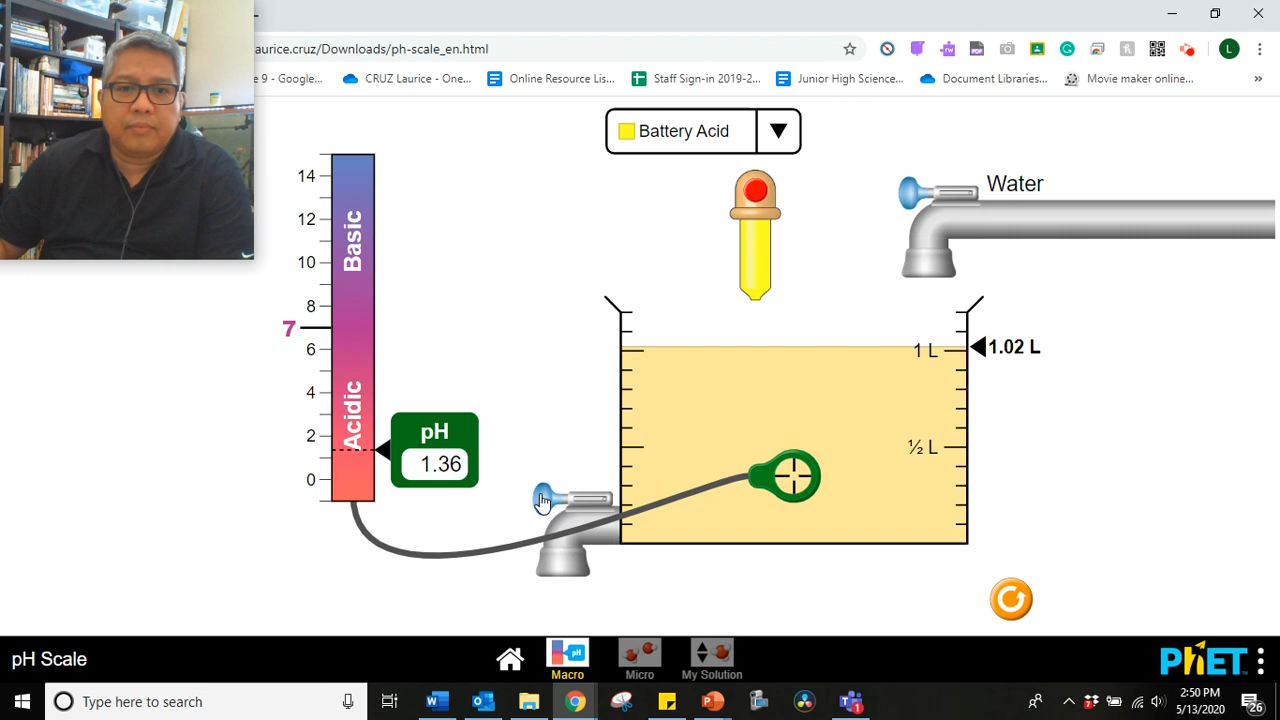 aurice.cruz/Downloads/ph-scale_en.html
L
e 9 - Google...
CRUZ Laurice - One...
Online Resource Lis...
Staff Sign-in 2019-2...
Junior High Science...
Document Libraries...
Movie maker online...
»
Battery Acid
Water
14
12
10
8
7
6
4
2
0
Basic
Acidic
pH
1.36
1 L
1.02 L
½ L
pH Scale
Macro
Micro
My Solution
PhET
Type here to search
1
2:50 PM
5/13/2020
26